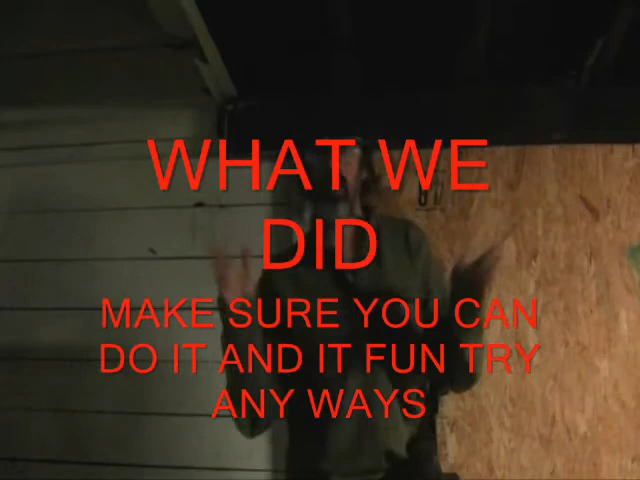 WHAT WE
DID
MAKE SURE YOU CAN
DO IT AND IT FUN TRY
ANY WAYS